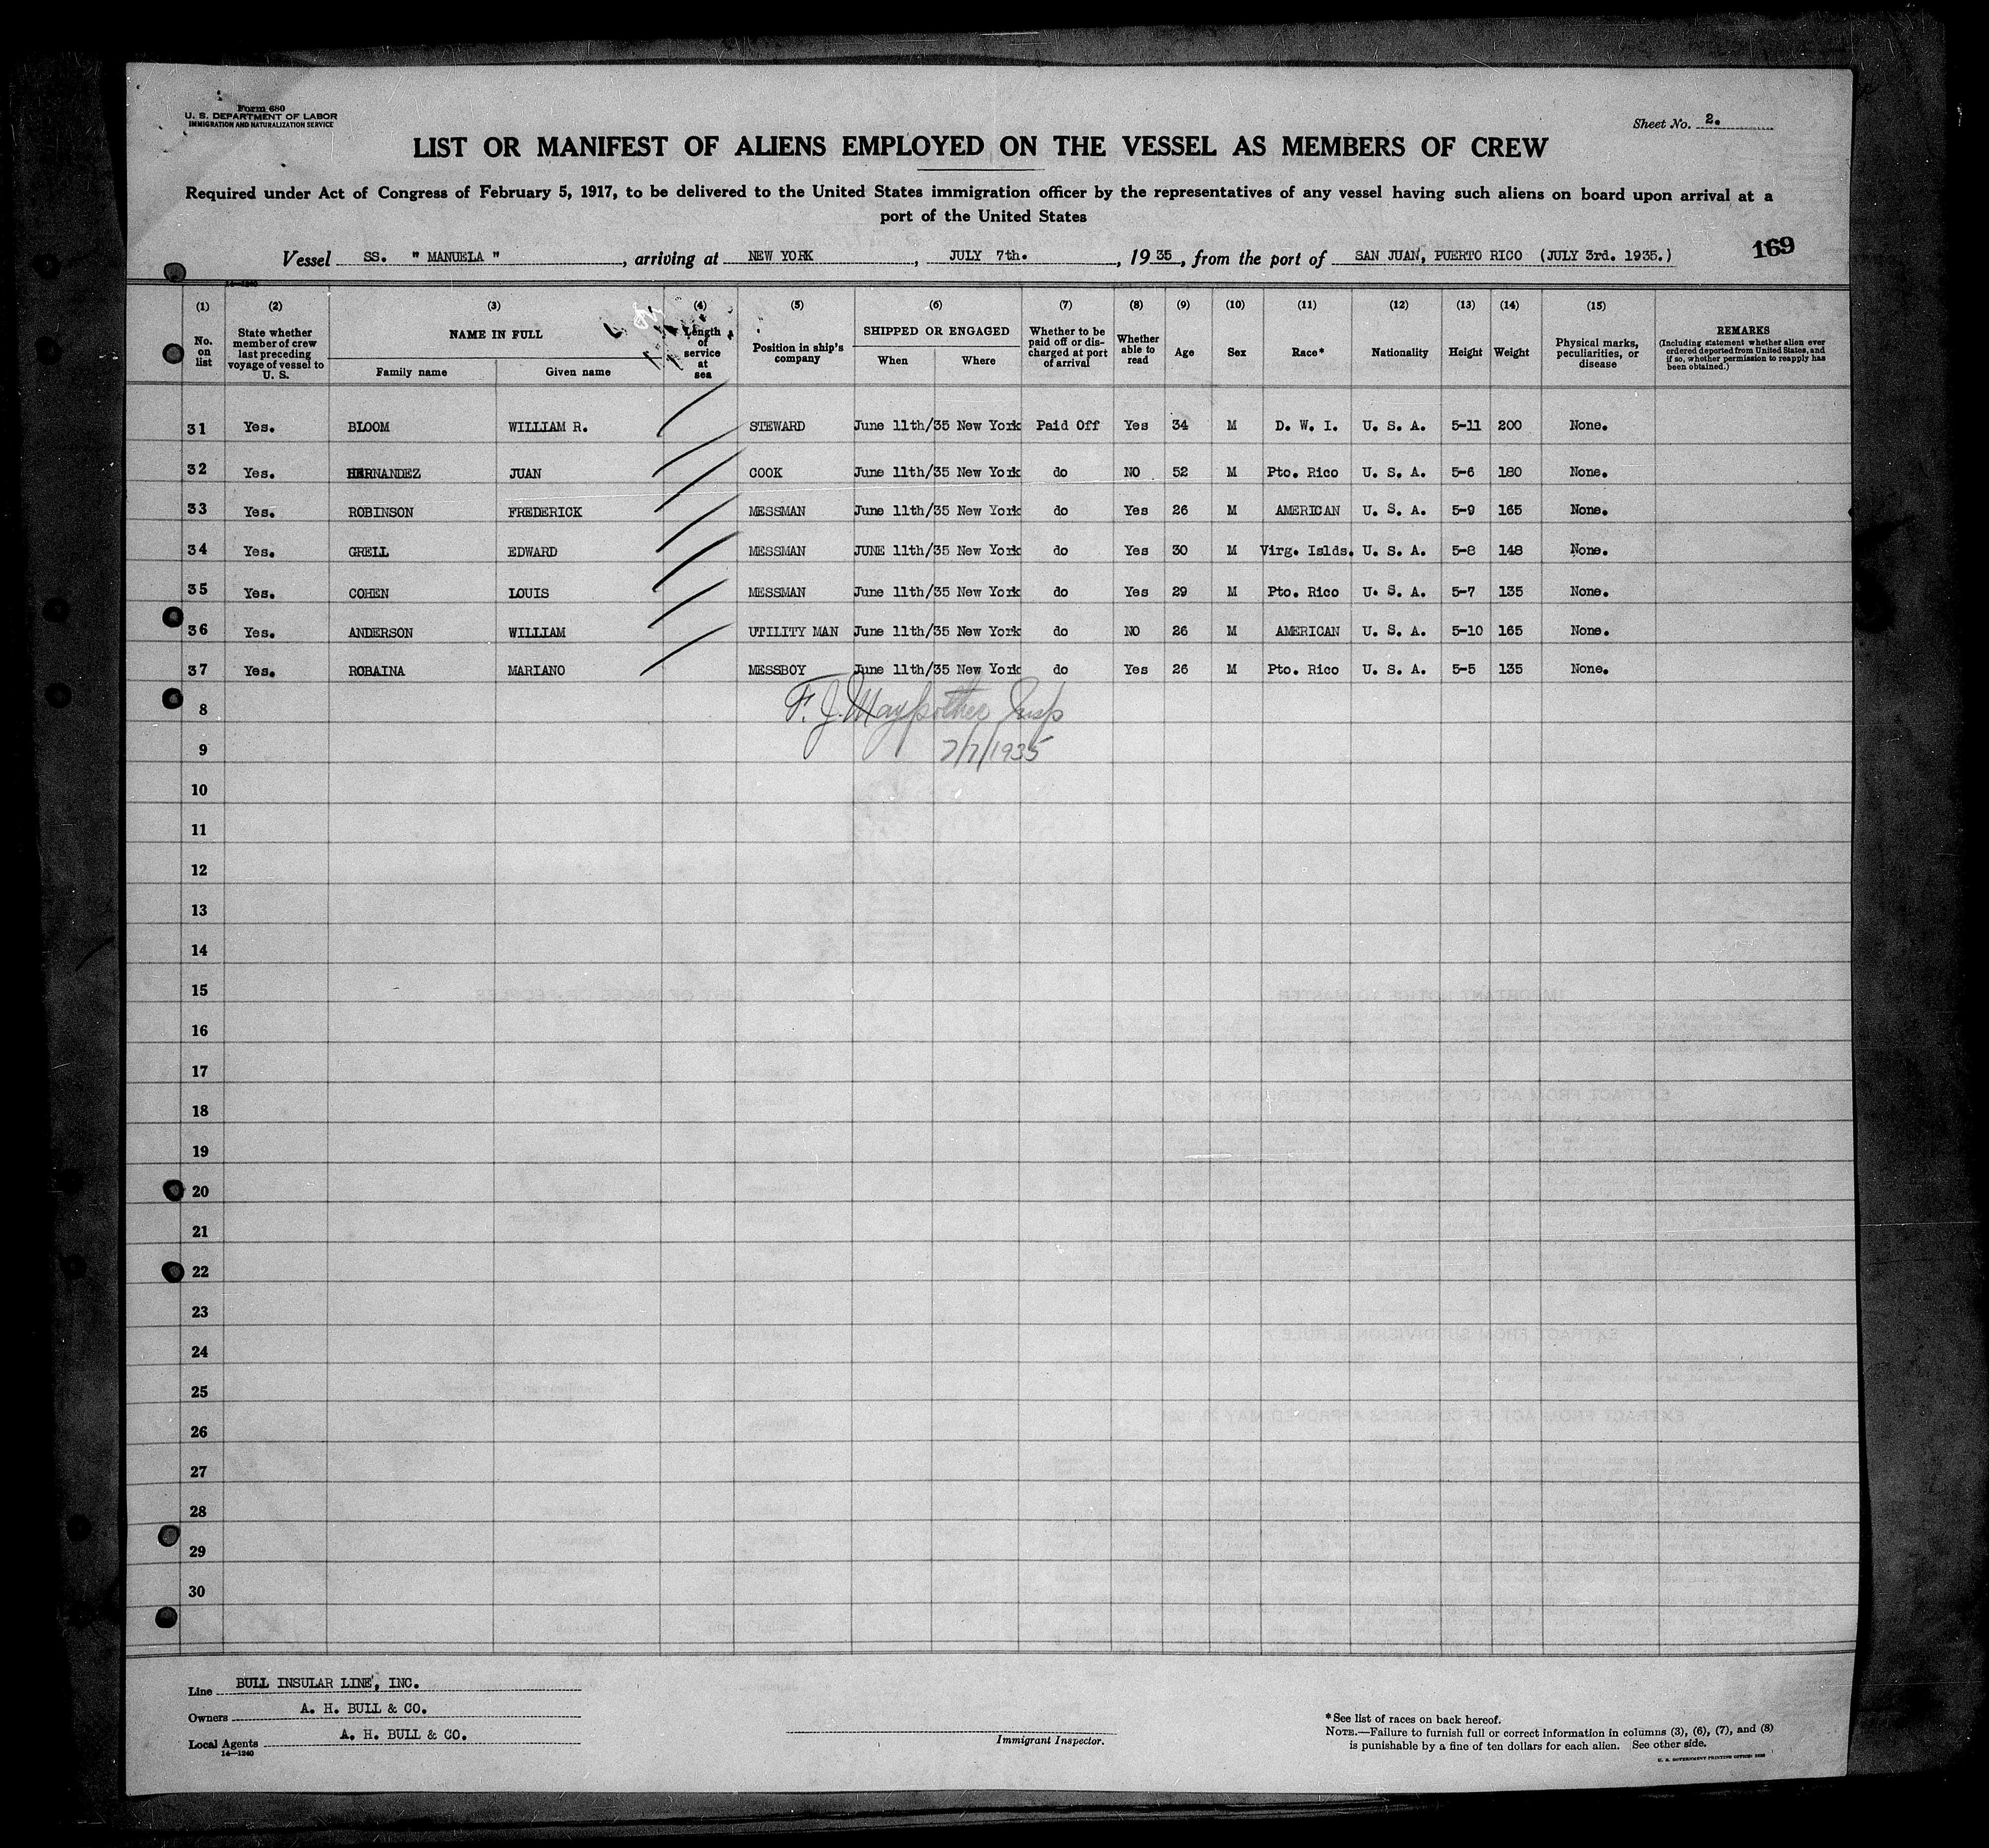 Form 680
U. S. DEPARTMENT OF LABOR
IMMIGRATION AND NATURALIZATION SERVICE
Sheet No. 2.
LIST OR MANIFEST OF ALIENS EMPLOYED ON THE VESSEL AS MEMBERS OF CREW
Required under Act of Congress of February 5, 1917, to be delivered to the United States immigration officer by the representatives of any vessel having such aliens on board upon arrival at a
port of the United States
Vessel SS. " MANUELA ", arriving at NEW YORK, JULY 7th., 1935, from the port of SAN JUAN, PUERTO RICO (JULY 3rd. 1935.)
169
14—1240
(1) (2) (3) (4) (5) (6) (7) (8) (9) (10) (11) (12) (13) (14) (15)
No. on list
State whether member of crew last preceding voyage of vessel to U. S.
NAME IN FULL
Family name Given name
Length of service at sea
Position in ship's company
SHIPPED OR ENGAGED
When Where
Whether to be paid off or discharged at port of arrival
Whether able to read
Age
Sex
Race*
Nationality
Height
Weight
Physical marks, peculiarities, or disease
REMARKS
(Including statement whether alien ever ordered deported from United States, and if so, whether permission to reapply has been obtained.)
31 Yes. BLOOM WILLIAM R. STEWARD June 11th/35 New York Paid Off Yes 34 M D. W. I. U. S. A. 5-11 200 None.
32 Yes. HERNANDEZ JUAN COOK June 11th/35 New York do NO 52 M Pto. Rico U. S. A. 5-6 180 None.
33 Yes. ROBINSON FREDERICK MESSMAN June 11th/35 New York do Yes 26 M AMERICAN U. S. A. 5-9 165 None.
34 Yes. GRELL EDWARD MESSMAN JUNE 11th/35 New York do Yes 30 M Virg. Islds. U. S. A. 5-8 148 None.
35 Yes. COHEN LOUIS MESSMAN June 11th/35 New York do Yes 29 M Pto. Rico U. S. A. 5-7 135 None.
36 Yes. ANDERSON WILLIAM UTILITY MAN June 11th/35 New York do NO 26 M AMERICAN U. S. A. 5-10 165 None.
37 Yes. ROBAINA MARIANO MESSBOY June 11th/35 New York do Yes 26 M Pto. Rico U. S. A. 5-5 135 None.
8
F. J. Maypother Insp
9
7/7/1935
10
11
12
13
14
15
16
17
18
19
20
21
22
23
24
25
26
27
28
29
30
Line BULL INSULAR LINE, INC.
Owners A. H. BULL & CO.
Local Agents A. H. BULL & CO.
14—1240
Immigrant Inspector.
*See list of races on back hereof.
NOTE.—Failure to furnish full or correct information in columns (3), (6), (7), and (8)
is punishable by a fine of ten dollars for each alien. See other side.